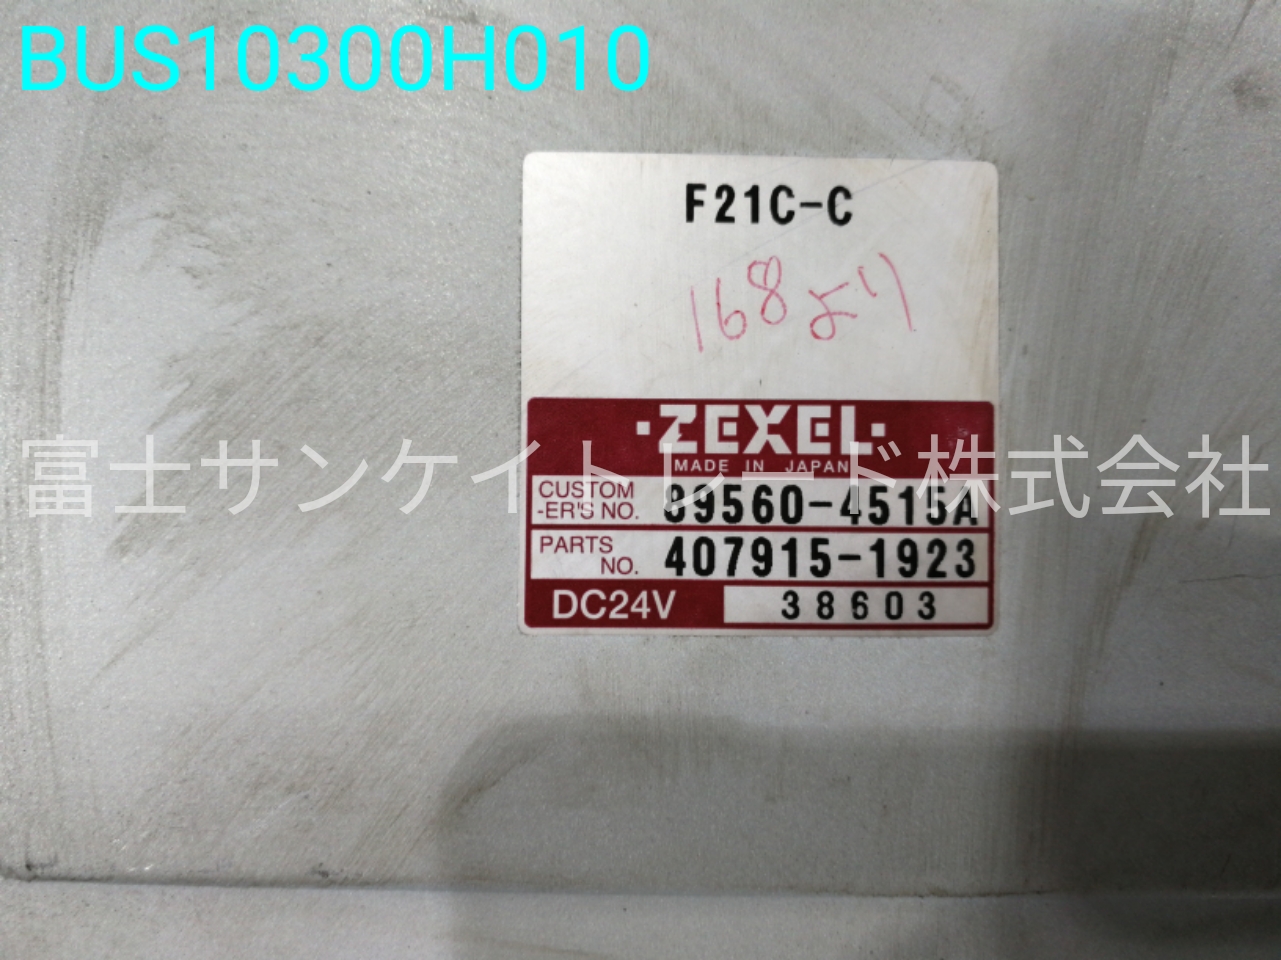 BUS10300H010
F21C-C
168より
・ZEXEL・
MADE IN JAPAN
富士サンケイトレード株式会社
CUSTOM
-ER'S NO. 89560-4515A
PARTS
NO. 407915-1923
DC24V 38603